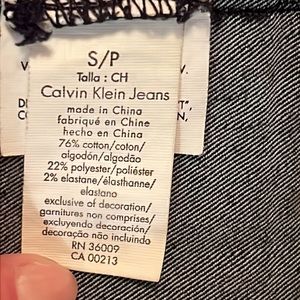 S/P
Talla : CH
Calvin Klein Jeans
made in China
fabriqué en Chine
hecho en China
76% cotton/coton/
algodón/algodão
22% polyester/poliéster
2% elastane/élasthanne/
elastano
exclusive of decoration/
garnitures non comprises/
excluyendo decoración/
decoração não incluindo
RN 36009
CA 00213